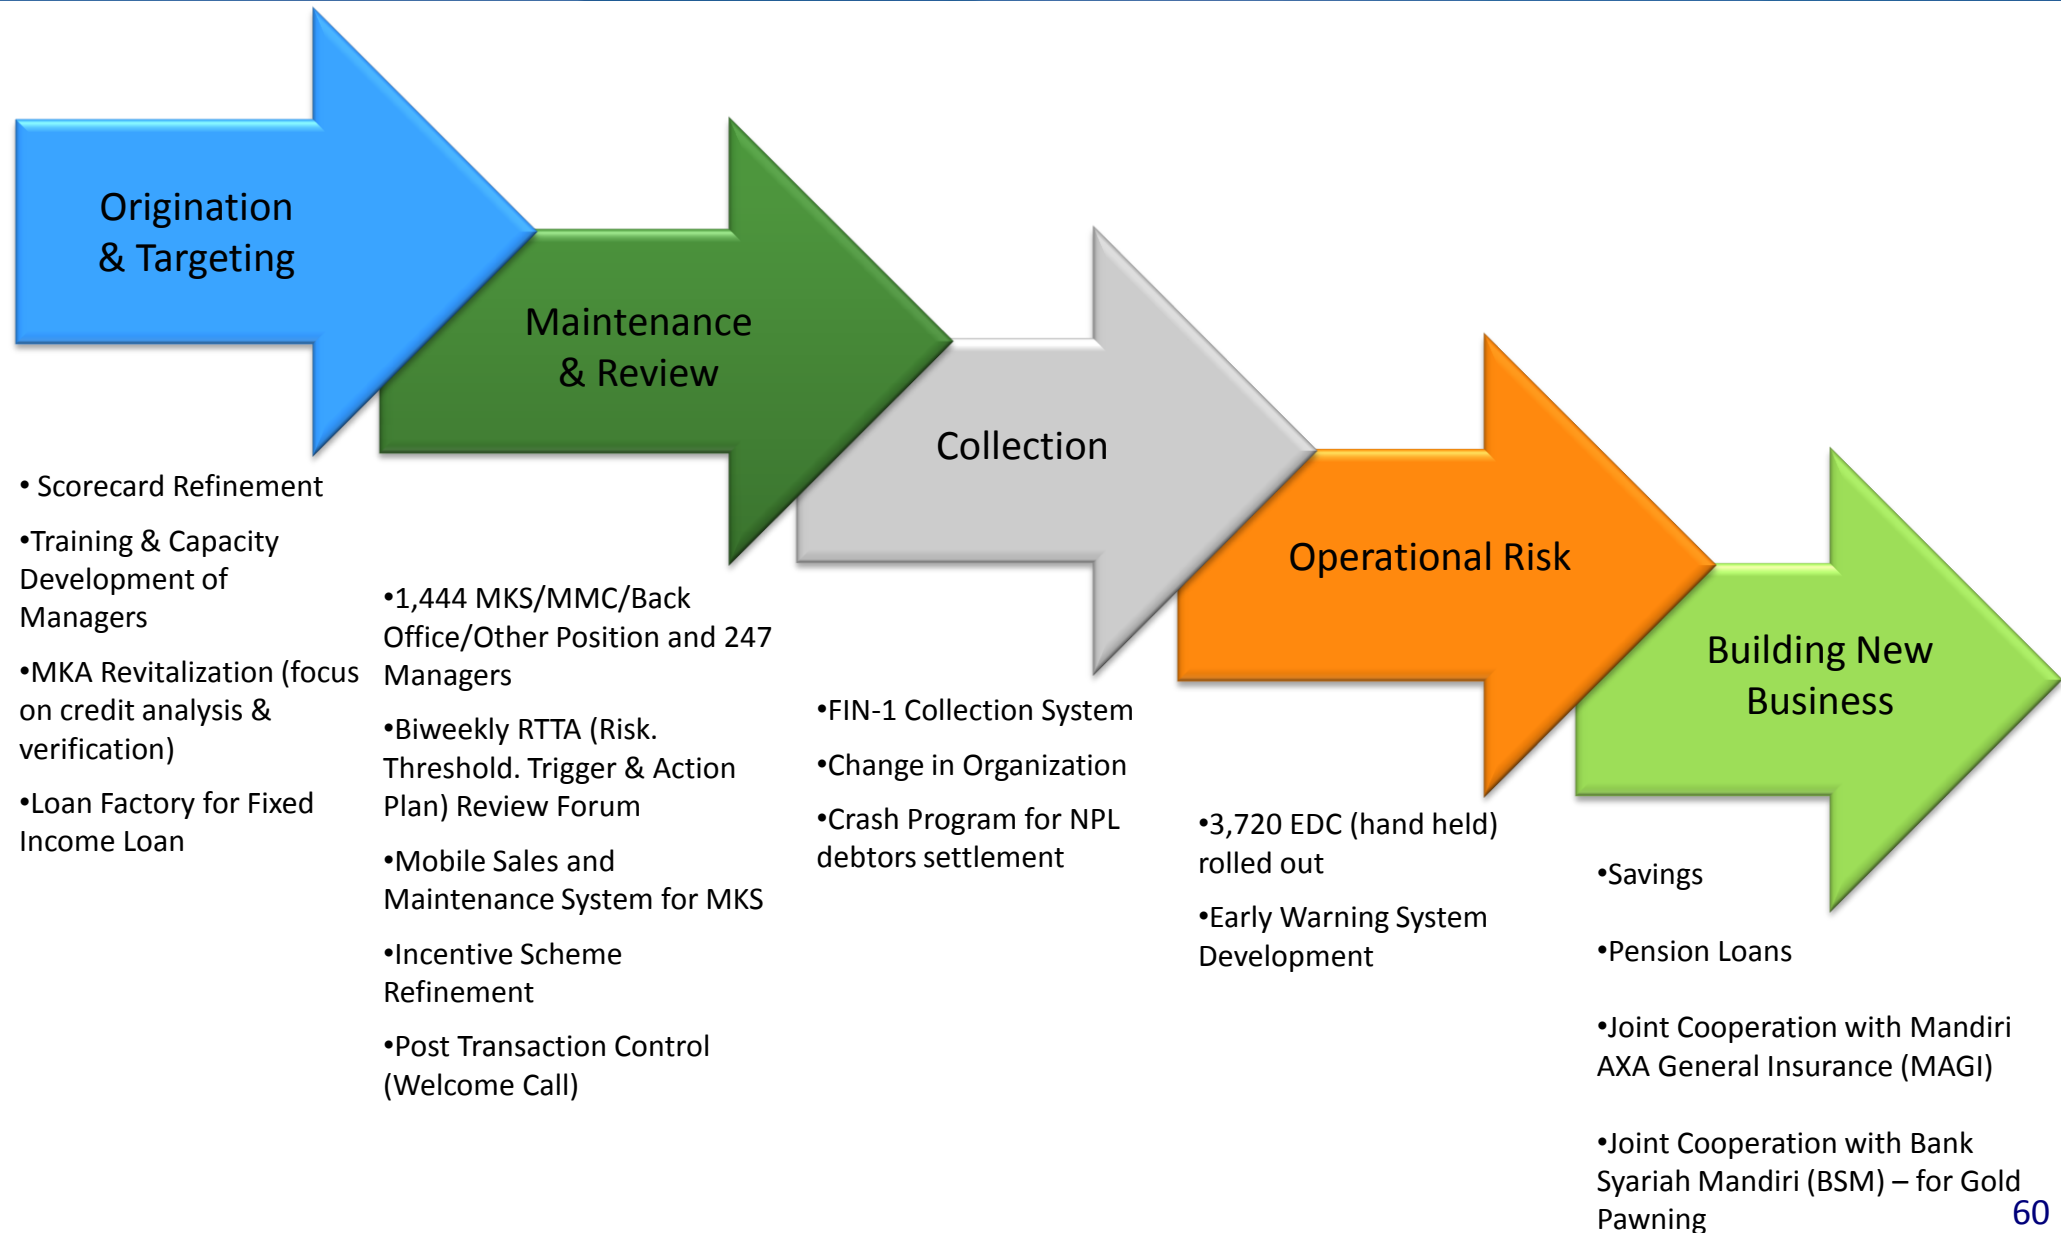 Origination
& Targeting
• Scorecard Refinement
•Training & Capacity
Development of
Managers
•MKA Revitalization (focus
on credit analysis &
verification)
•Loan Factory for Fixed
Income Loan
Maintenance
& Review
•1,444 MKS/MMC/Back
Office/Other Position and 247
Managers
•Biweekly RTTA (Risk.
Threshold. Trigger & Action
Plan) Review Forum
•Mobile Sales and
Maintenance System for MKS
•Incentive Scheme
Refinement
•Post Transaction Control
(Welcome Call)
Collection
•FIN-1 Collection System
•Change in Organization
•Crash Program for NPL
debtors settlement
Operational Risk
•3,720 EDC (hand held)
rolled out
•Early Warning System
Development
Building New
Business
•Savings
•Pension Loans
•Joint Cooperation with Mandiri
AXA General Insurance (MAGI)
•Joint Cooperation with Bank
Syariah Mandiri (BSM) – for Gold
Pawning
60